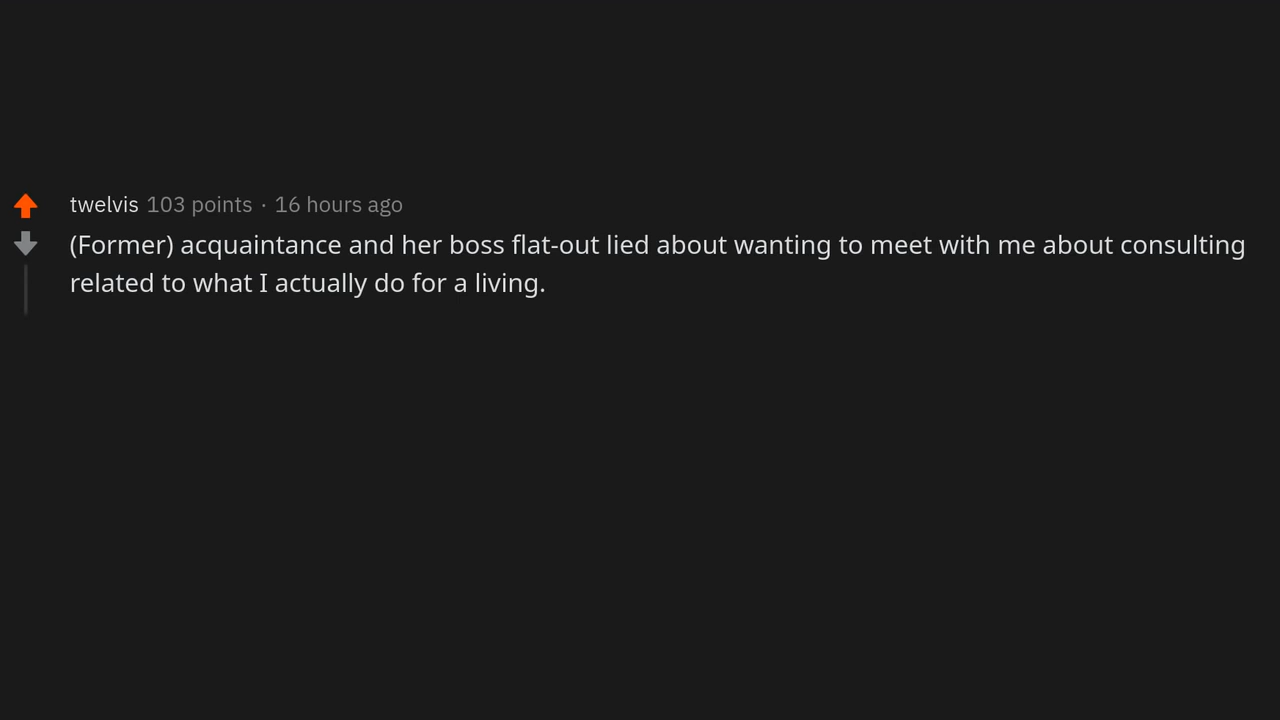 twelvis 103 points · 16 hours ago
(Former) acquaintance and her boss flat-out lied about wanting to meet with me about consulting
related to what I actually do for a living.